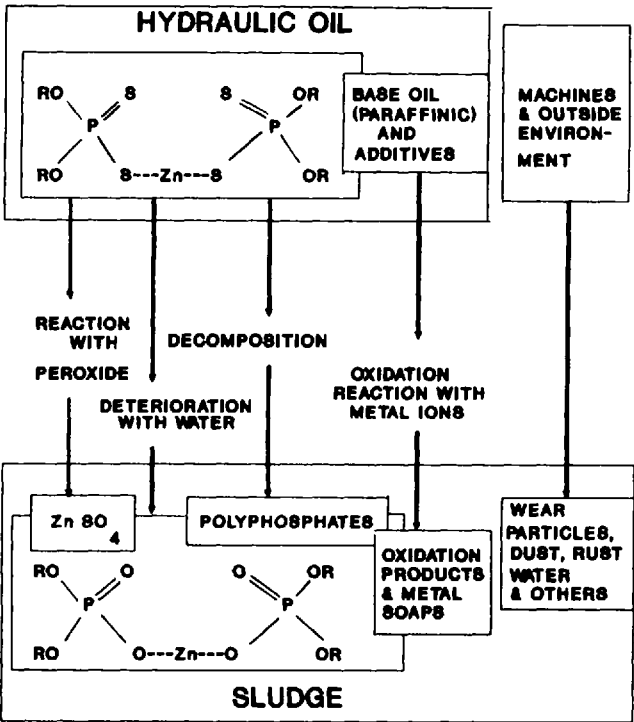 HYDRAULIC OIL
RO S S OR
P P
RO S---Zn---S OR
BASE OIL
(PARAFFINIC)
AND
ADDITIVES
MACHINES
& OUTSIDE
ENVIRON-
MENT
REACTION
WITH
PEROXIDE
DETERIORATION
WITH WATER
DECOMPOSITION
OXIDATION
REACTION WITH
METAL IONS
Zn SO4
POLYPHOSPHATES
RO O O OR
P P
RO O---Zn---O OR
OXIDATION
PRODUCTS
& METAL
SOAPS
WEAR
PARTICLES,
DUST, RUST
WATER
& OTHERS
SLUDGE